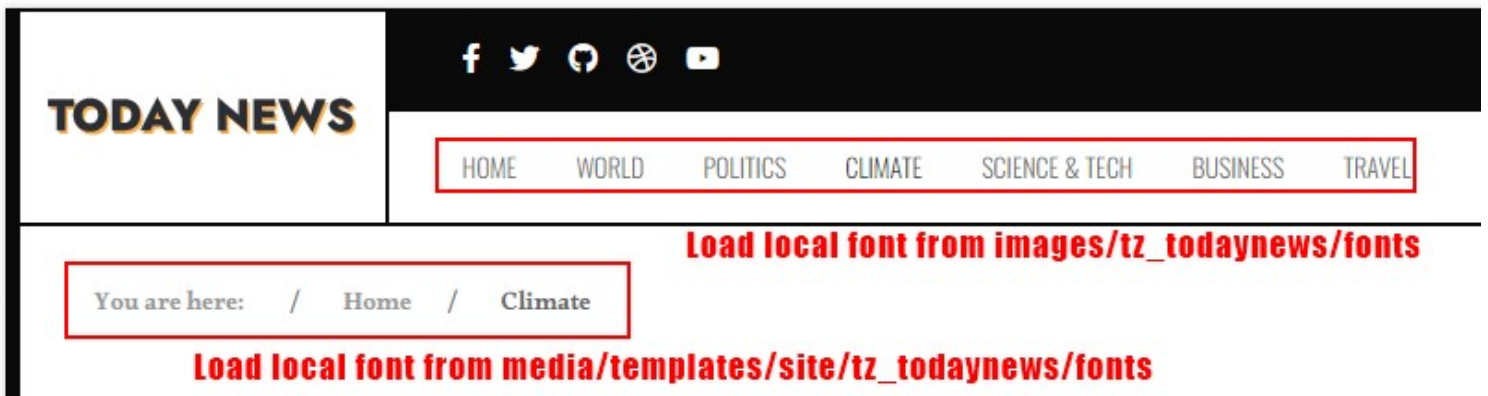 TODAY NEWS
HOME WORLD POLITICS CLIMATE SCIENCE & TECH BUSINESS TRAVEL
Load local font from images/tz_todaynews/fonts
You are here: / Home / Climate
Load local font from media/templates/site/tz_todaynews/fonts